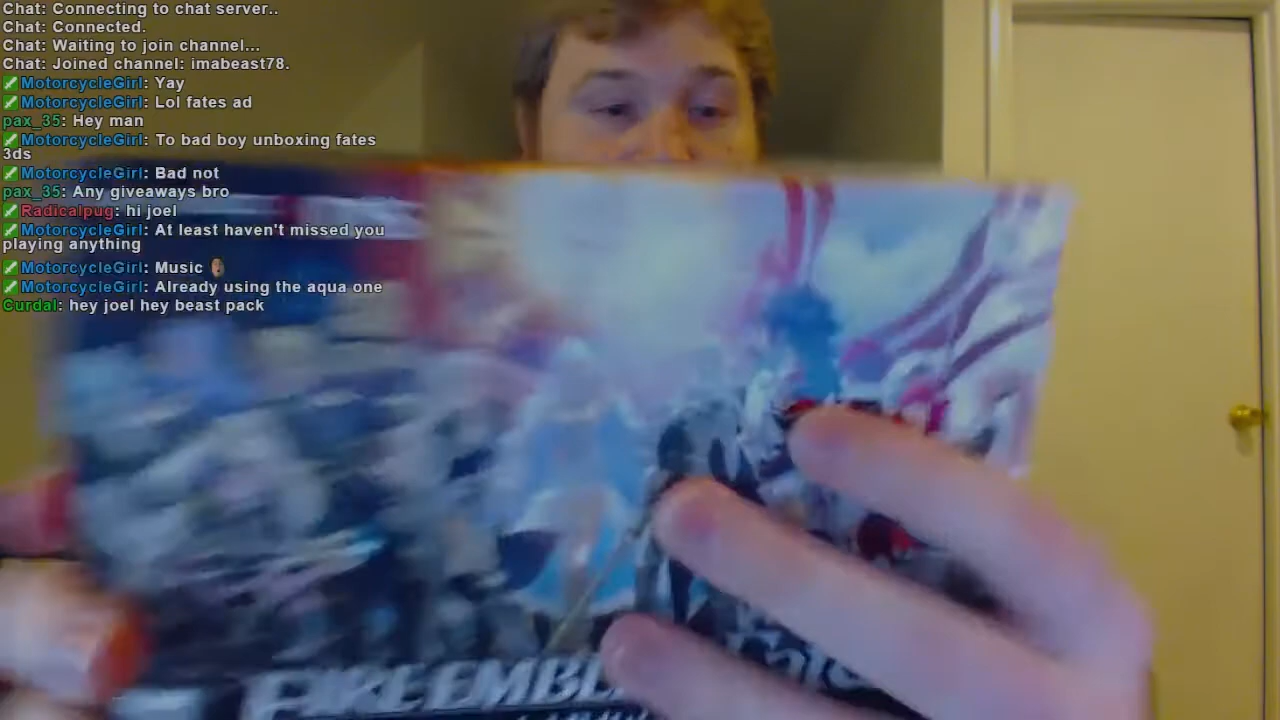 Chat: Connecting to chat server..
Chat: Connected.
Chat: Waiting to join channel...
Chat: Joined channel: imabeast78.
MotorcycleGirl: Yay
MotorcycleGirl: Lol fates ad
pax_35: Hey man
MotorcycleGirl: To bad boy unboxing fates
3ds
MotorcycleGirl: Bad not
pax_35: Any giveaways bro
Radicalpug: hi joel
MotorcycleGirl: At least haven't missed you
playing anything
MotorcycleGirl: Music
MotorcycleGirl: Already using the aqua one
Curdal: hey joel hey beast pack
FIRE EMBL